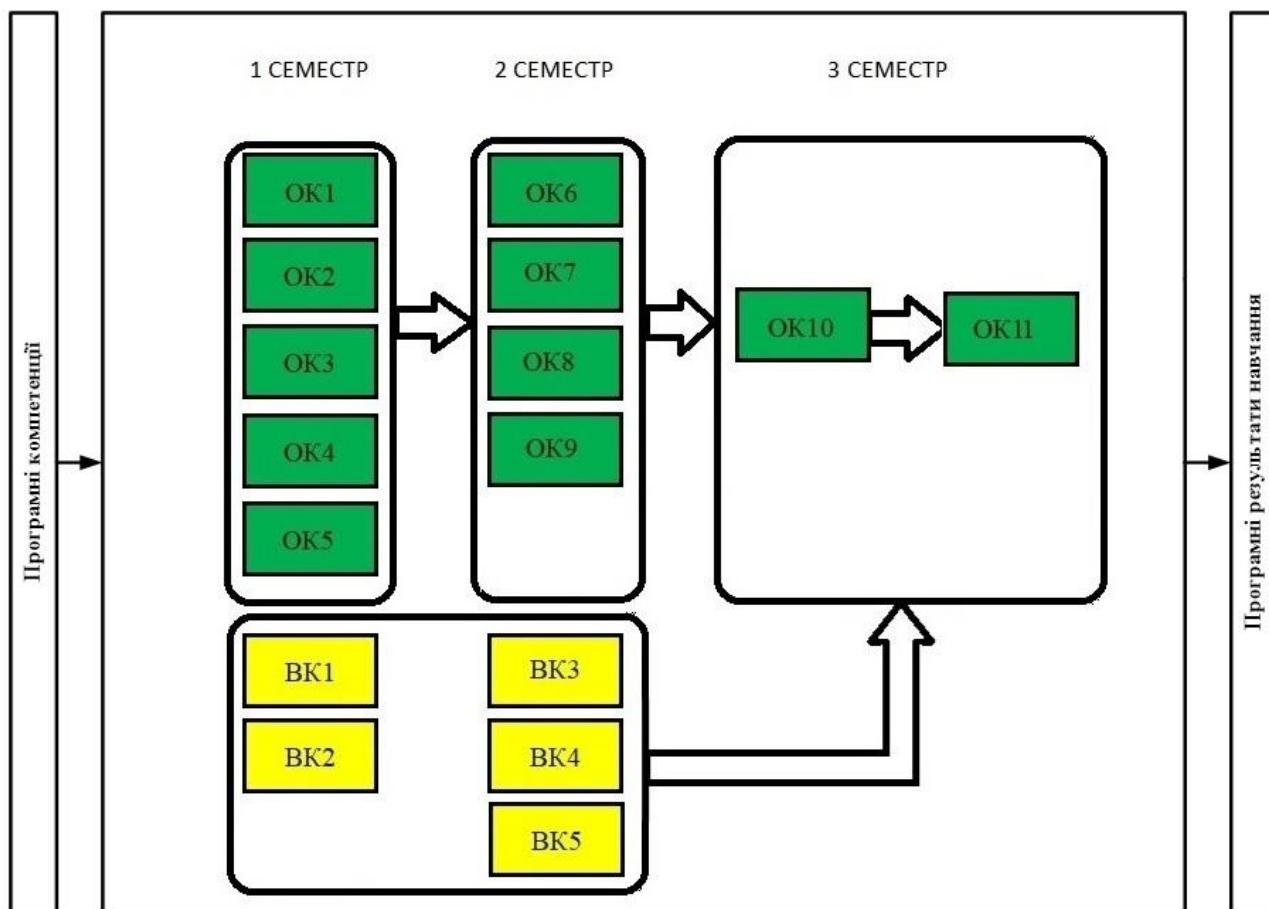 Програмні компетенції
1 СЕМЕСТР
2 СЕМЕСТР
3 СЕМЕСТР
ОК1
ОК2
ОК3
ОК4
ОК5
ОК6
ОК7
ОК8
ОК9
ОК10
ОК11
ВК1
ВК2
ВК3
ВК4
ВК5
Програмні результати навчання